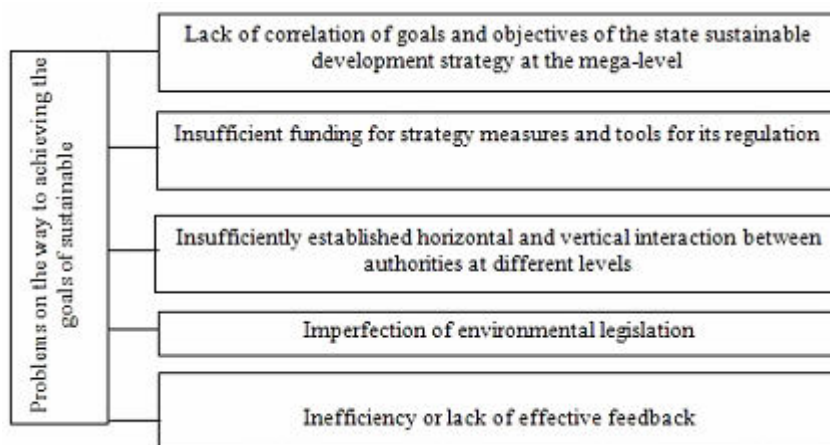 Problems on the way to achieving the
goals of sustainable
Lack of correlation of goals and objectives of the state sustainable
development strategy at the mega-level
Insufficient funding for strategy measures and tools for its regulation
Insufficiently established horizontal and vertical interaction between
authorities at different levels
Imperfection of environmental legislation
Inefficiency or lack of effective feedback